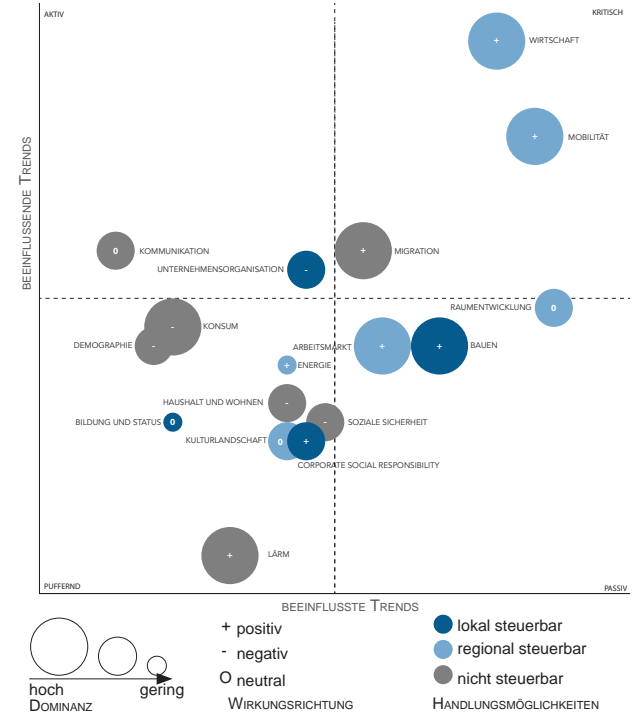 AKTIV
KRITISCH
+ WIRTSCHAFT
+ MOBILITÄT
BEEINFLUSSENDE TRENDS
0 KOMMUNIKATION
+ MIGRATION
UNTERNEHMENSORGANISATION -
RAUMENTWICKLUNG 0
- KONSUM
DEMOGRAPHIE -
ARBEITSMARKT +
+ BAUEN
+ ENERGIE
HAUSHALT UND WOHNEN -
BILDUNG UND STATUS 0
- SOZIALE SICHERHEIT
KULTURLANDSCHAFT 0
+
CORPORATE SOCIAL RESPONSIBILITY
+ LÄRM
PUFFERND
PASSIV
BEEINFLUSSTE TRENDS
+ positiv
- negativ
O neutral
WIRKUNGSRICHTUNG
lokal steuerbar
regional steuerbar
nicht steuerbar
HANDLUNGSMÖGLICHKEITEN
hoch gering
DOMINANZ